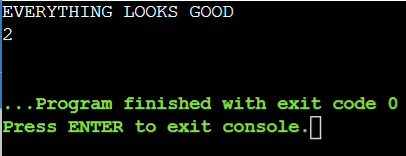 EVERYTHING LOOKS GOOD
2
...Program finished with exit code 0
Press ENTER to exit console.